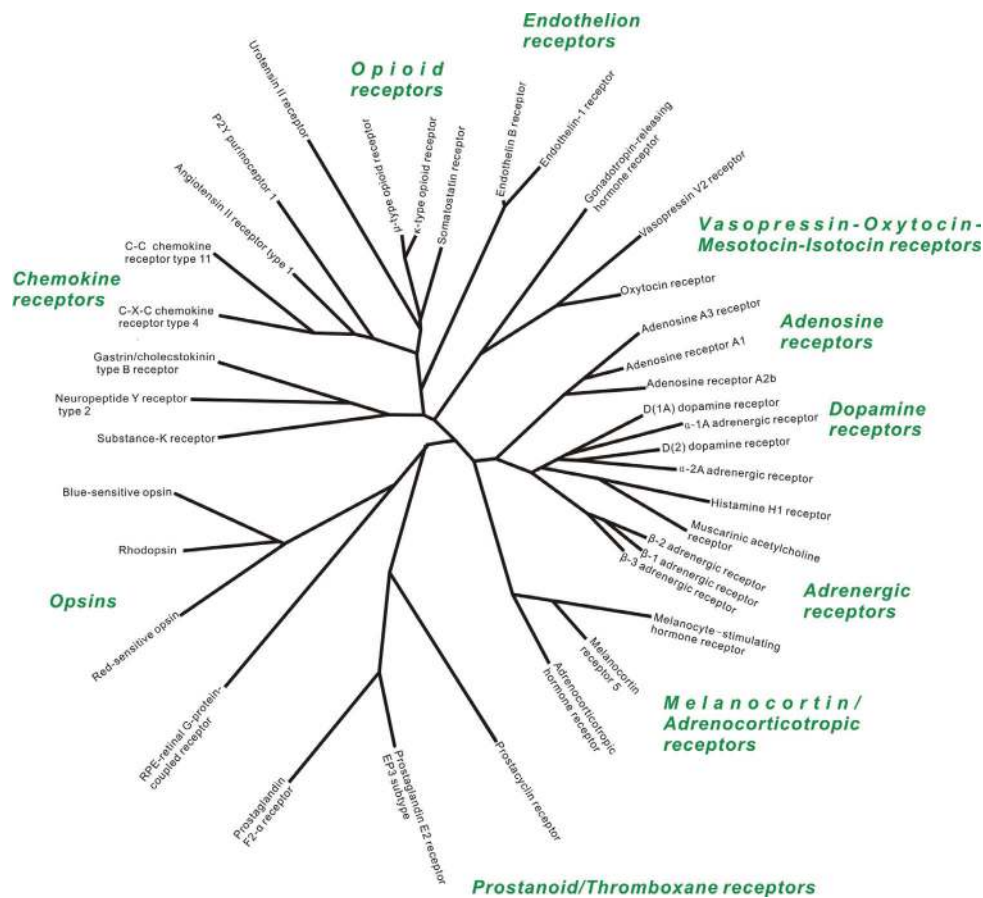 Endothelion
receptors
Opioid
receptors
Urotensin II receptor
P2Y purinoceptor 1
Angiotensin II receptor type 1
μ-type opioid receptor
κ-type opioid receptor
Somatostatin receptor
Endothelin B receptor
Endothelin-1 receptor
Gonadotropin-releasing
hormone receptor
Vasopressin V2 receptor
Vasopressin-Oxytocin-
Mesotocin-Isotocin receptors
Oxytocin receptor
C-C chemokine
receptor type 11
Chemokine
receptors
C-X-C chemokine
receptor type 4
Adenosine A3 receptor
Adenosine
receptors
Adenosine receptor A1
Adenosine receptor A2b
Gastrin/cholecstokinin
type B receptor
Neuropeptide Y receptor
type 2
Substance-K receptor
D(1A) dopamine receptor
α-1A adrenergic receptor
Dopamine
receptors
D(2) dopamine receptor
α-2A adrenergic receptor
Histamine H1 receptor
Muscarinic acetylcholine
receptor
β-2 adrenergic receptor
β-1 adrenergic receptor
β-3 adrenergic receptor
Adrenergic
receptors
Blue-sensitive opsin
Rhodopsin
Opsins
Red-sensitive opsin
Melanocyte-stimulating
hormone receptor
Melanocortin
receptor 5
Adrenocorticotropic
hormone receptor
Melanocortin/
Adrenocorticotropic
receptors
RPE-retinal G-protein-
coupled receptor
Prostaglandin
F2-α receptor
Prostaglandin E2 receptor
EP3 subtype
Prostacyclin receptor
Prostanoid/Thromboxane receptors